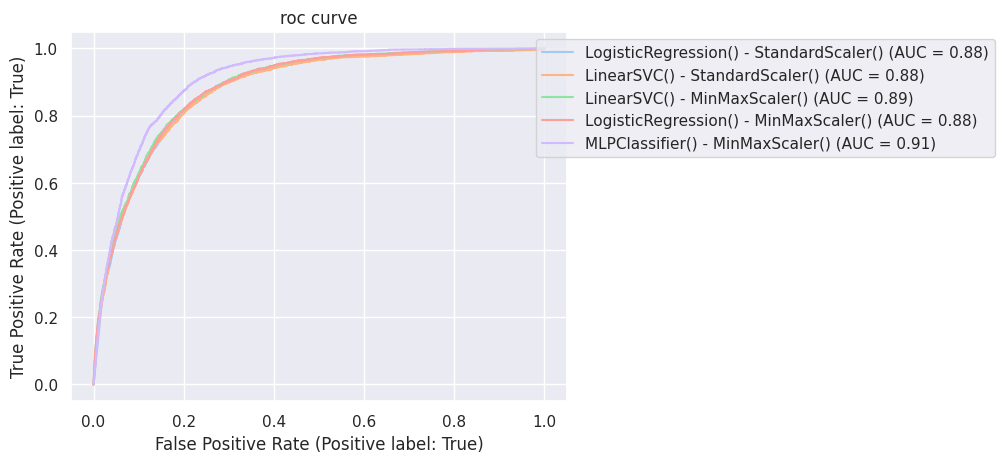 roc curve
True Positive Rate (Positive label: True)
1.0
0.8
0.6
0.4
0.2
0.0
0.0 0.2 0.4 0.6 0.8 1.0
False Positive Rate (Positive label: True)
LogisticRegression() - StandardScaler() (AUC = 0.88)
LinearSVC() - StandardScaler() (AUC = 0.88)
LinearSVC() - MinMaxScaler() (AUC = 0.89)
LogisticRegression() - MinMaxScaler() (AUC = 0.88)
MLPClassifier() - MinMaxScaler() (AUC = 0.91)